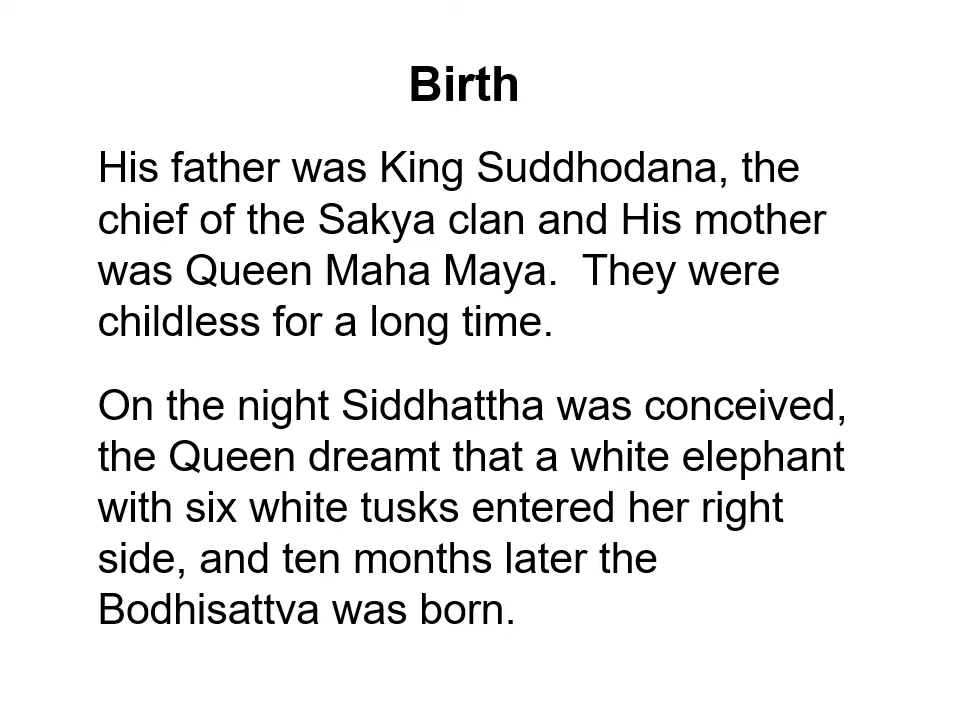 Birth
His father was King Suddhodana, the
chief of the Sakya clan and His mother
was Queen Maha Maya.  They were
childless for a long time.
On the night Siddhattha was conceived,
the Queen dreamt that a white elephant
with six white tusks entered her right
side, and ten months later the
Bodhisattva was born.